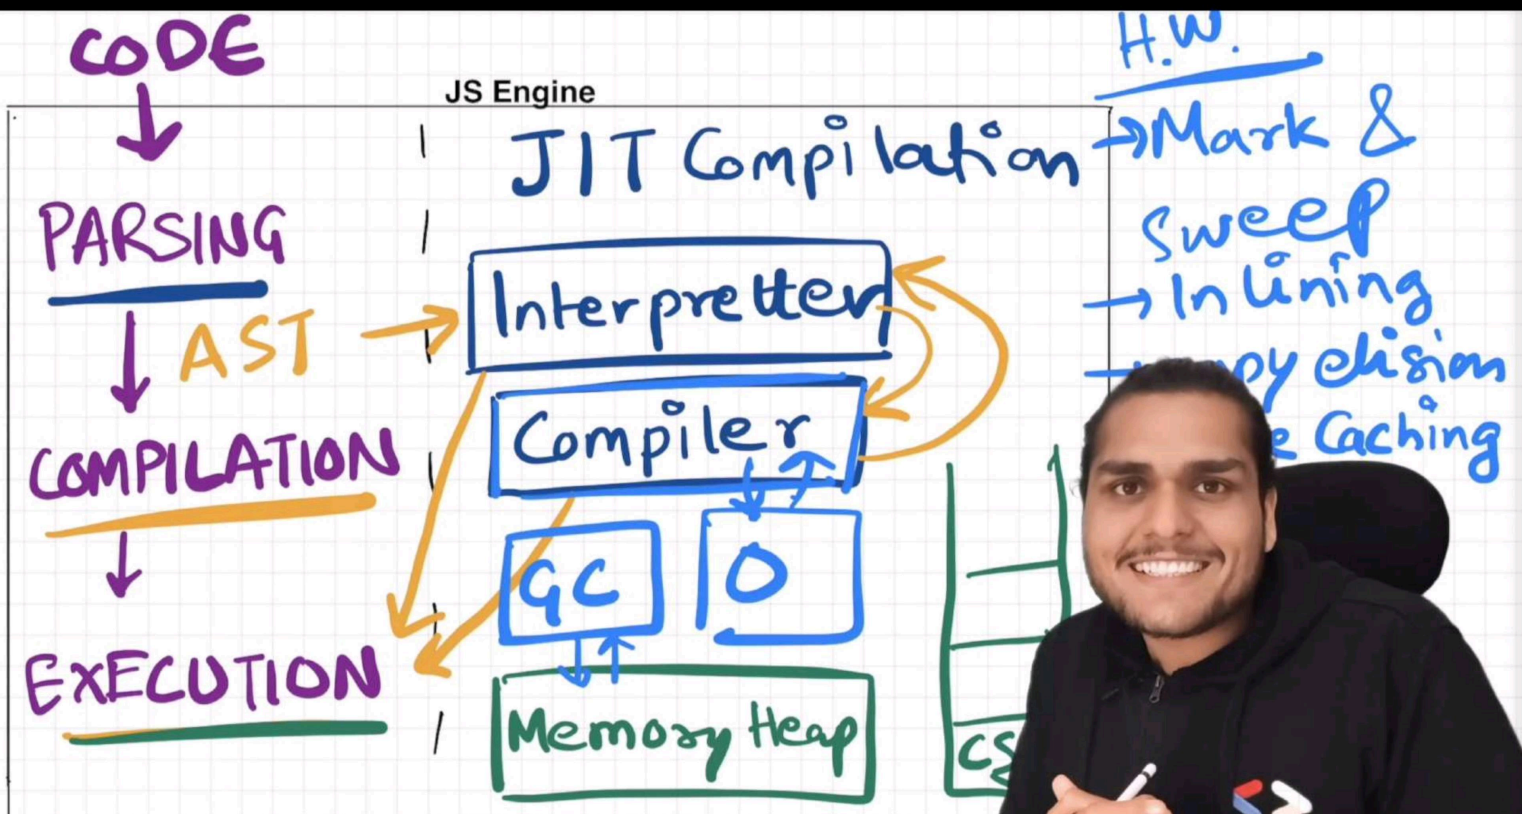 CODE
PARSING
AST
COMPILATION
EXECUTION
JS Engine
JIT Compilation
Interpretter
Compiler
GC
O
Memory Heap
CS
H.W.
→ Mark &
Sweep
→ Inlining
elision
Caching